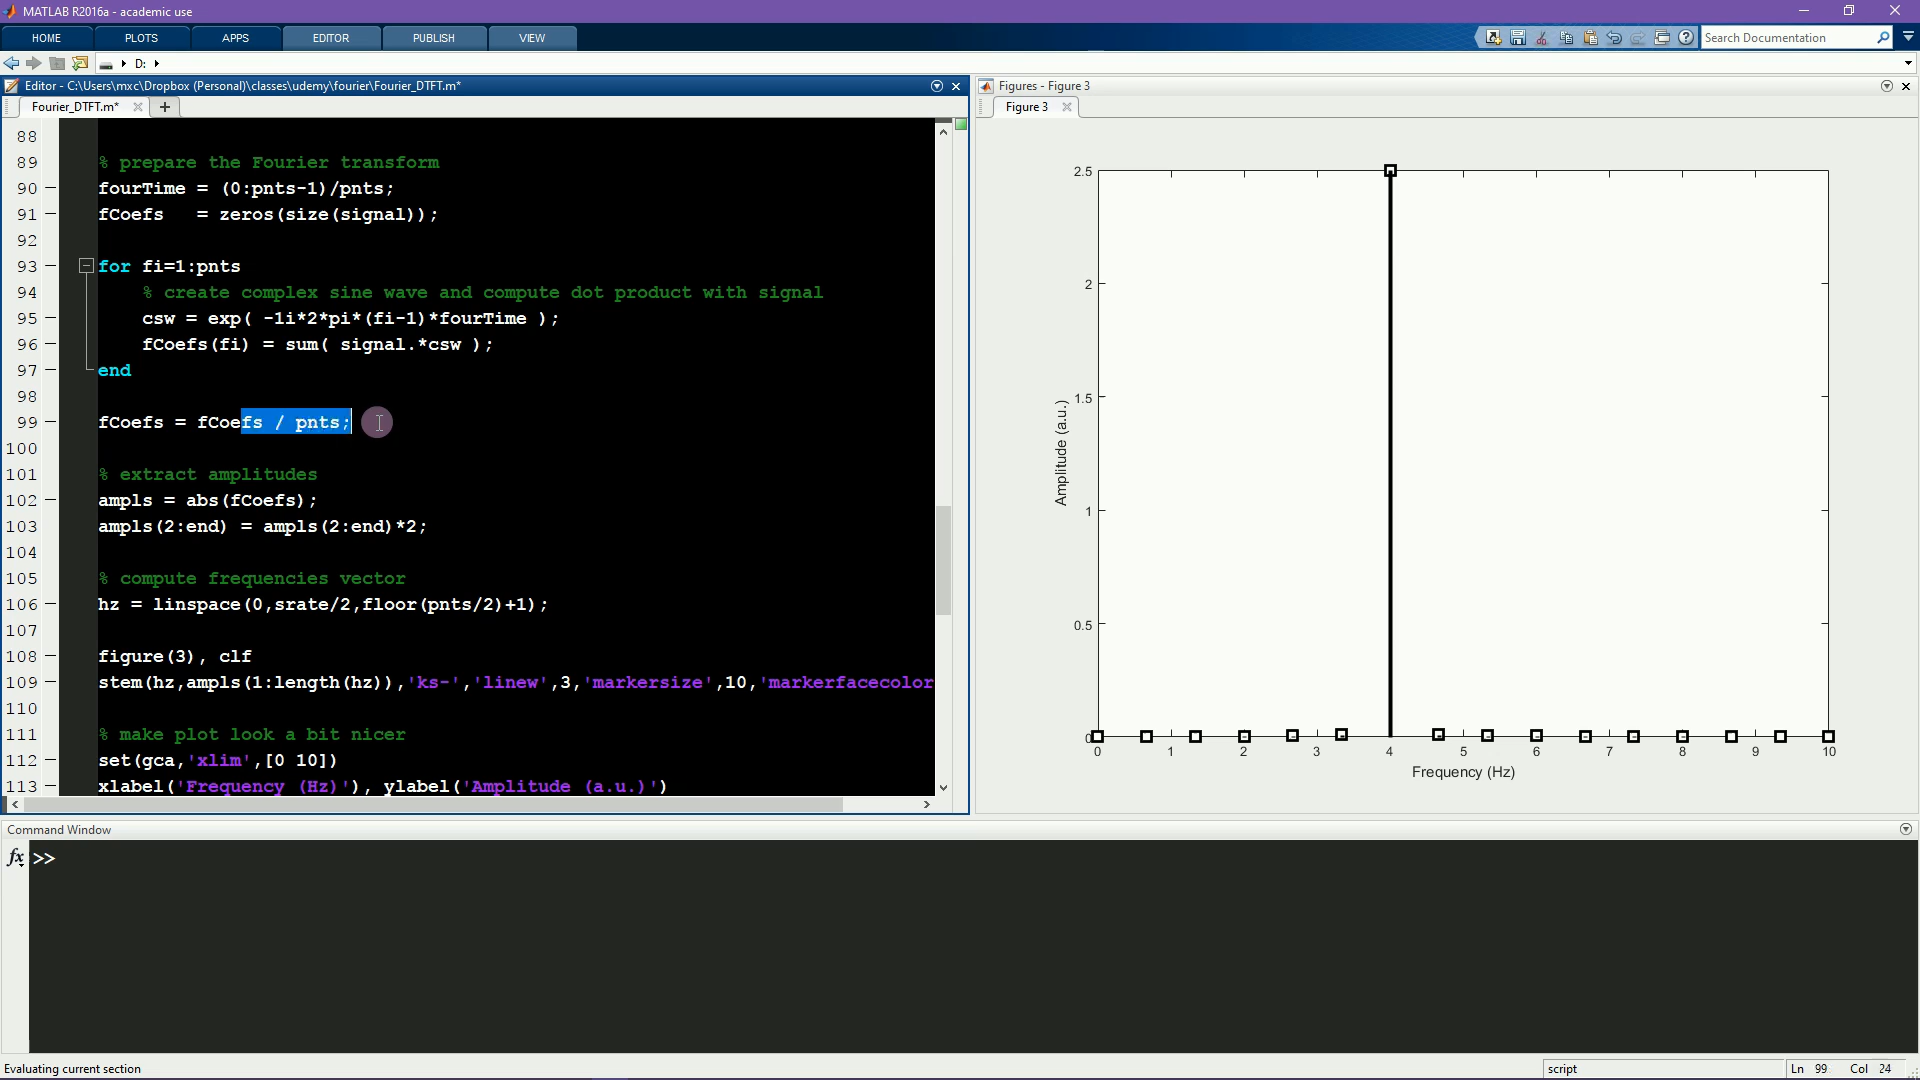 MATLAB R2016a - academic use
HOME PLOTS APPS EDITOR PUBLISH VIEW Search Documentation
D:
Editor - C:\Users\mxc\Dropbox (Personal)\classes\udemy\fourier\Fourier_DTFT.m*
Fourier_DTFT.m*
88
89 % prepare the Fourier transform
90 fourTime = (0:pnts-1)/pnts;
91 fCoefs = zeros(size(signal));
92
93 for fi=1:pnts
94 % create complex sine wave and compute dot product with signal
95 csw = exp( -1i*2*pi*(fi-1)*fourTime );
96 fCoefs(fi) = sum( signal.*csw );
97 end
98
99 fCoefs = fCoefs / pnts;
100
101 % extract amplitudes
102 ampls = abs(fCoefs);
103 ampls(2:end) = ampls(2:end)*2;
104
105 % compute frequencies vector
106 hz = linspace(0,srate/2,floor(pnts/2)+1);
107
108 figure(3), clf
109 stem(hz,ampls(1:length(hz)),'ks-','linew',3,'markersize',10,'markerfacecolor
110
111 % make plot look a bit nicer
112 set(gca,'xlim',[0 10])
113 xlabel('Frequency (Hz)'), ylabel('Amplitude (a.u.)')
Figures - Figure 3
Figure 3
2.5
2
1.5
1
0.5
0
Amplitude (a.u.)
0 1 2 3 4 5 6 7 8 9 10
Frequency (Hz)
Command Window
fx >>
Evaluating current section
script
Ln 99 Col 24